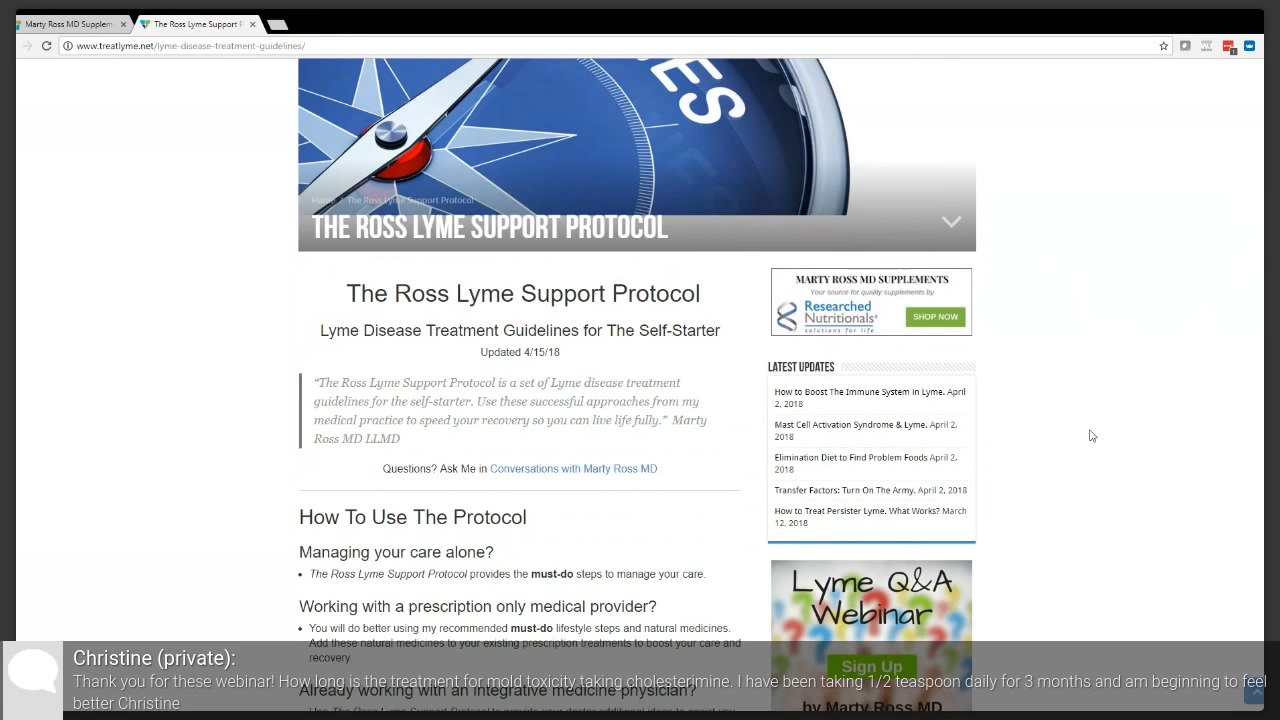 Marty Ross MD Supplem
The Ross Lyme Support P
www.treatlyme.net/lyme-disease-treatment-guidelines/
ES
Home / The Ross Lyme Support Protocol
THE ROSS LYME SUPPORT PROTOCOL
The Ross Lyme Support Protocol
Lyme Disease Treatment Guidelines for The Self-Starter
Updated 4/15/18
“The Ross Lyme Support Protocol is a set of Lyme disease treatment
guidelines for the self-starter. Use these successful approaches from my
medical practice to speed your recovery so you can live life fully.” Marty
Ross MD LLMD
Questions? Ask Me in Conversations with Marty Ross MD
How To Use The Protocol
Managing your care alone?
• The Ross Lyme Support Protocol provides the must-do steps to manage your care.
Working with a prescription only medical provider?
• You will do better using my recommended must-do lifestyle steps and natural medicines.
Add these natural medicines to your existing prescription treatments to boost your care and
recovery
Already working with an integrative medicine physician?
MARTY ROSS MD SUPPLEMENTS
Your source for quality supplements by
Researched
Nutritionals
solutions for life
SHOP NOW
LATEST UPDATES
How to Boost The Immune System in Lyme. April
2, 2018
Mast Cell Activation Syndrome & Lyme. April 2,
2018
Elimination Diet to Find Problem Foods April 2,
2018
Transfer Factors: Turn On The Army. April 2, 2018
How to Treat Persister Lyme. What Works? March
12, 2018
Lyme Q&A
Webinar
Sign Up
by Marty Ross MD
Christine (private):
Thank you for these webinar! How long is the treatment for mold toxicity taking cholesterimine. I have been taking 1/2 teaspoon daily for 3 months and am beginning to feel
better Christine